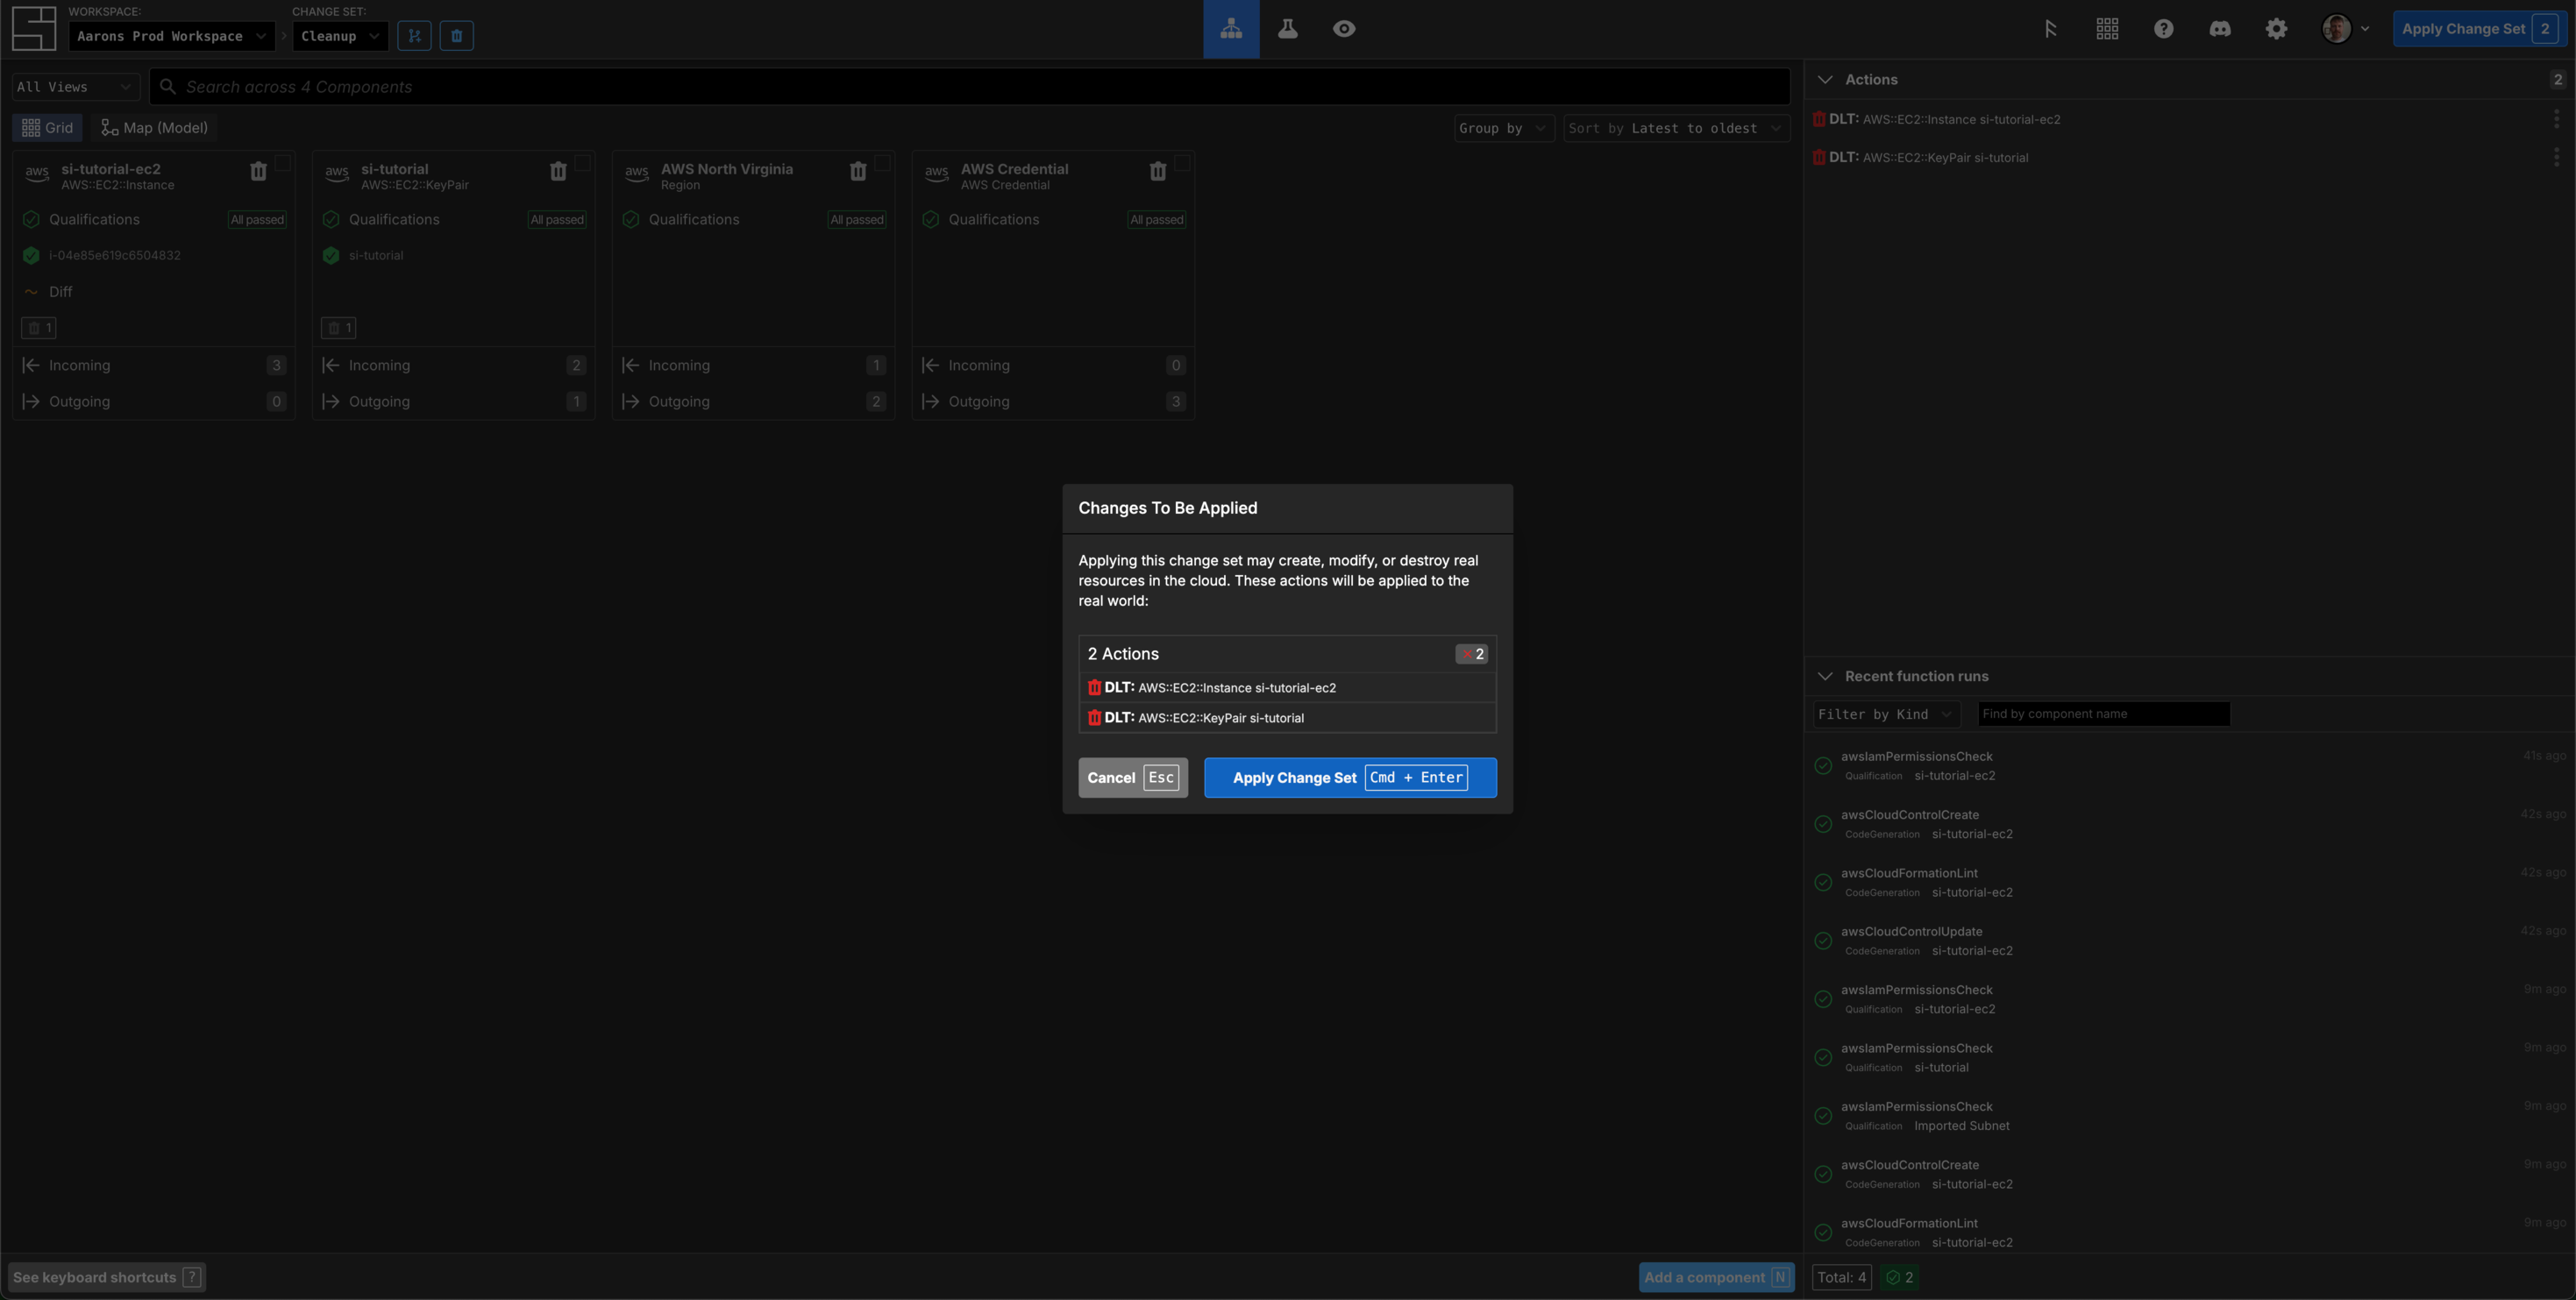 WORKSPACE:
Aarons Prod Workspace
CHANGE SET:
Cleanup
Apply Change Set 2
All Views
Search across 4 Components
Grid
Map (Model)
Group by
Sort by Latest to oldest
aws
si-tutorial-ec2
AWS::EC2::Instance
Qualifications
All passed
i-04e85e619c6504832
Diff
1
Incoming 3
Outgoing 0
aws
si-tutorial
AWS::EC2::KeyPair
Qualifications
All passed
si-tutorial
1
Incoming 2
Outgoing 1
aws
AWS North Virginia
Region
Qualifications
All passed
Incoming 1
Outgoing 2
aws
AWS Credential
AWS Credential
Qualifications
All passed
Incoming 0
Outgoing 3
Changes To Be Applied
Applying this change set may create, modify, or destroy real
resources in the cloud. These actions will be applied to the
real world:
2 Actions
2
DLT: AWS::EC2::Instance si-tutorial-ec2
DLT: AWS::EC2::KeyPair si-tutorial
Cancel Esc
Apply Change Set Cmd + Enter
Actions
2
DLT: AWS::EC2::Instance si-tutorial-ec2
DLT: AWS::EC2::KeyPair si-tutorial
Recent function runs
Filter by Kind
Find by component name
awsIamPermissionsCheck 41s ago
Qualification si-tutorial-ec2
awsCloudControlCreate 42s ago
CodeGeneration si-tutorial-ec2
awsCloudFormationLint 42s ago
CodeGeneration si-tutorial-ec2
awsCloudControlUpdate 42s ago
CodeGeneration si-tutorial-ec2
awsIamPermissionsCheck 9m ago
Qualification si-tutorial-ec2
awsIamPermissionsCheck 9m ago
Qualification si-tutorial
awsIamPermissionsCheck 9m ago
Qualification Imported Subnet
awsCloudControlCreate 9m ago
CodeGeneration si-tutorial-ec2
awsCloudFormationLint 9m ago
CodeGeneration si-tutorial-ec2
See keyboard shortcuts ?
Add a component N
Total: 4
2